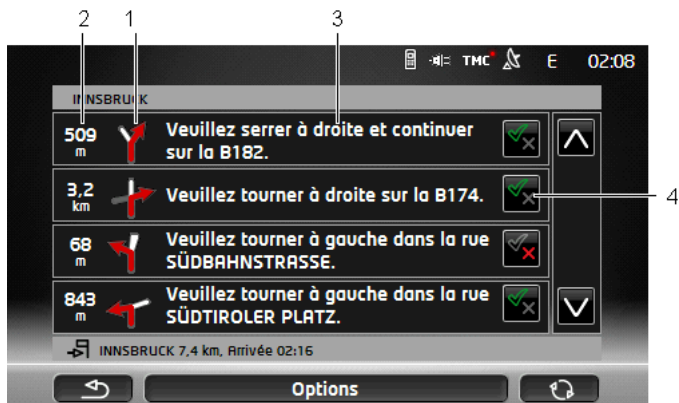 2 1 3
TMC E 02:08
INNSBRUCK
509 m
Veuillez serrer à droite et continuer
sur la B182.
3,2 km
Veuillez tourner à droite sur la B174.
4
68 m
Veuillez tourner à gauche dans la rue
SÜDBAHNSTRASSE.
843 m
Veuillez tourner à gauche dans la rue
SÜDTIROLER PLATZ.
INNSBRUCK 7,4 km, Arrivée 02:16
Options